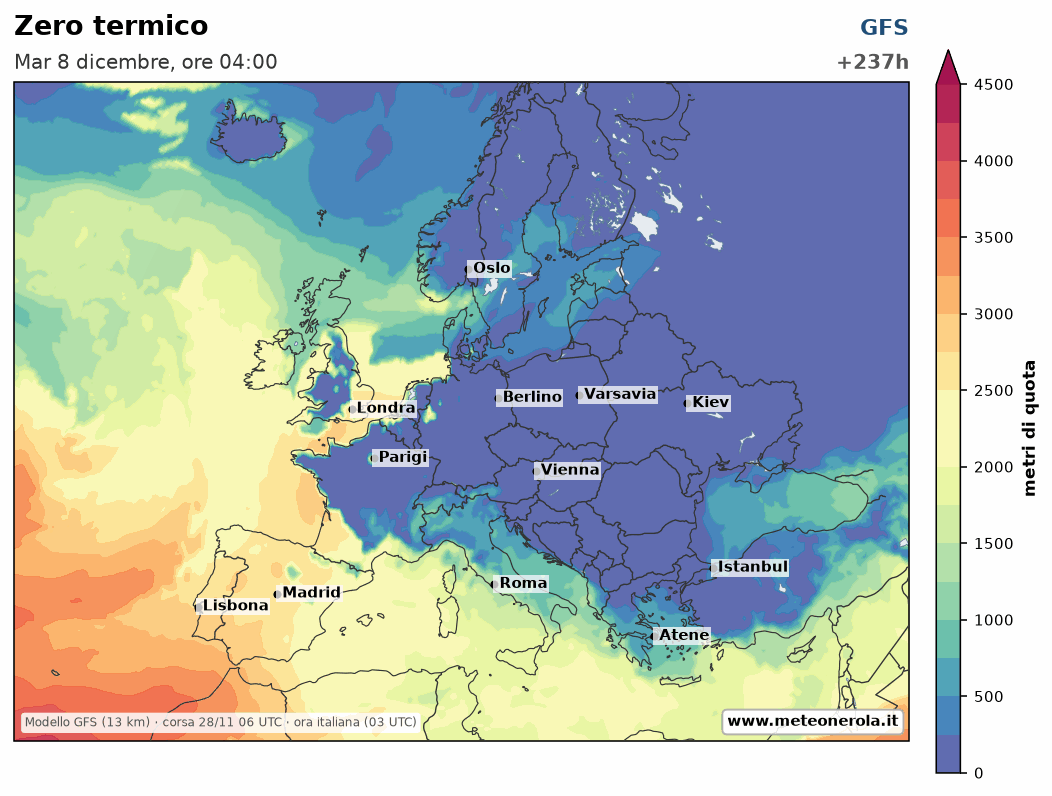 Zero termico
GFS
Mar 8 dicembre, ore 04:00
+237h
4500
4000
3500
3000
2500
2000
1500
1000
500
0
metri di quota
Oslo
Berlino
Varsavia
Kiev
Londra
Parigi
Vienna
Istanbul
Roma
Madrid
Lisbona
Atene
Modello GFS (13 km) · corsa 28/11 06 UTC · ora italiana (03 UTC)
www.meteonerola.it